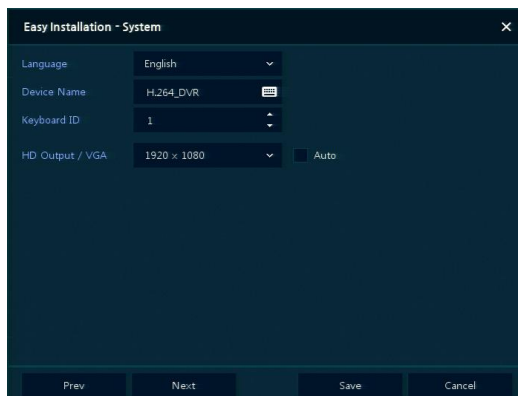 Easy Installation - System
Language English
Device Name H.264_DVR
Keyboard ID 1
HD Output / VGA 1920 × 1080 Auto
Prev Next Save Cancel